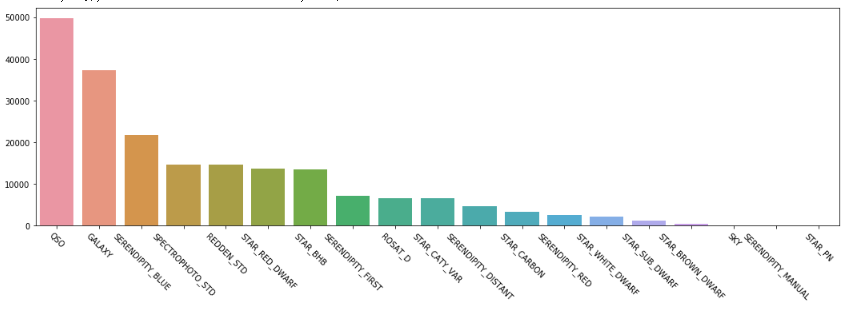 50000
40000
30000
20000
10000
0
QSO
GALAXY
SERENDIPITY_BLUE
SPECTROPHOTO_STD
REDDEN_STD
STAR_RED_DWARF
STAR_BHB
SERENDIPITY_FIRST
ROSAT_D
STAR_CATY_VAR
SERENDIPITY_DISTANT
STAR_CARBON
SERENDIPITY_RED
STAR_WHITE_DWARF
STAR_SUB_DWARF
STAR_BROWN_DWARF
SKY
SERENDIPITY_MANUAL
STAR_PN